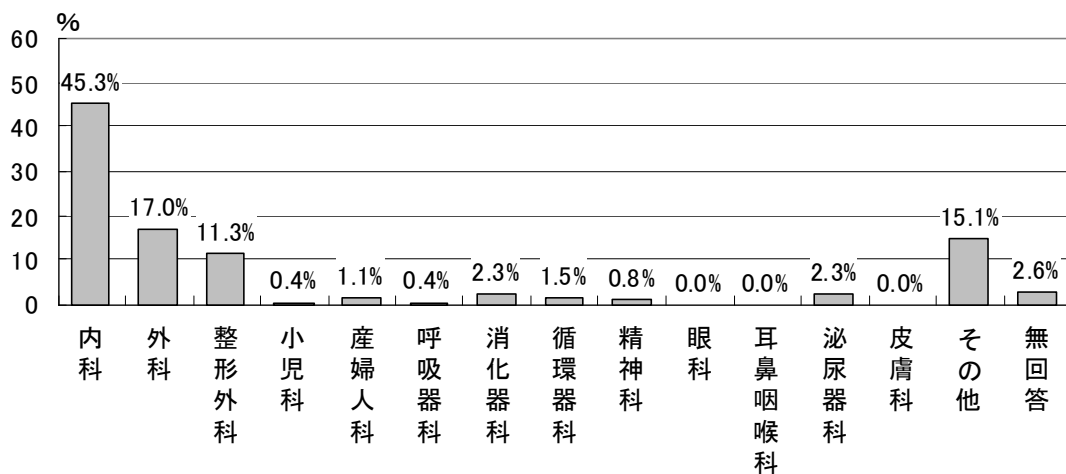 %
60
50
40
30
20
10
0
45.3%
17.0%
11.3%
0.4%
1.1%
0.4%
2.3%
1.5%
0.8%
0.0%
0.0%
2.3%
0.0%
15.1%
2.6%
内科
外科
整形外科
小児科
産婦人科
呼吸器科
消化器科
循環器科
精神科
眼科
耳鼻咽喉科
泌尿器科
皮膚科
その他
無回答